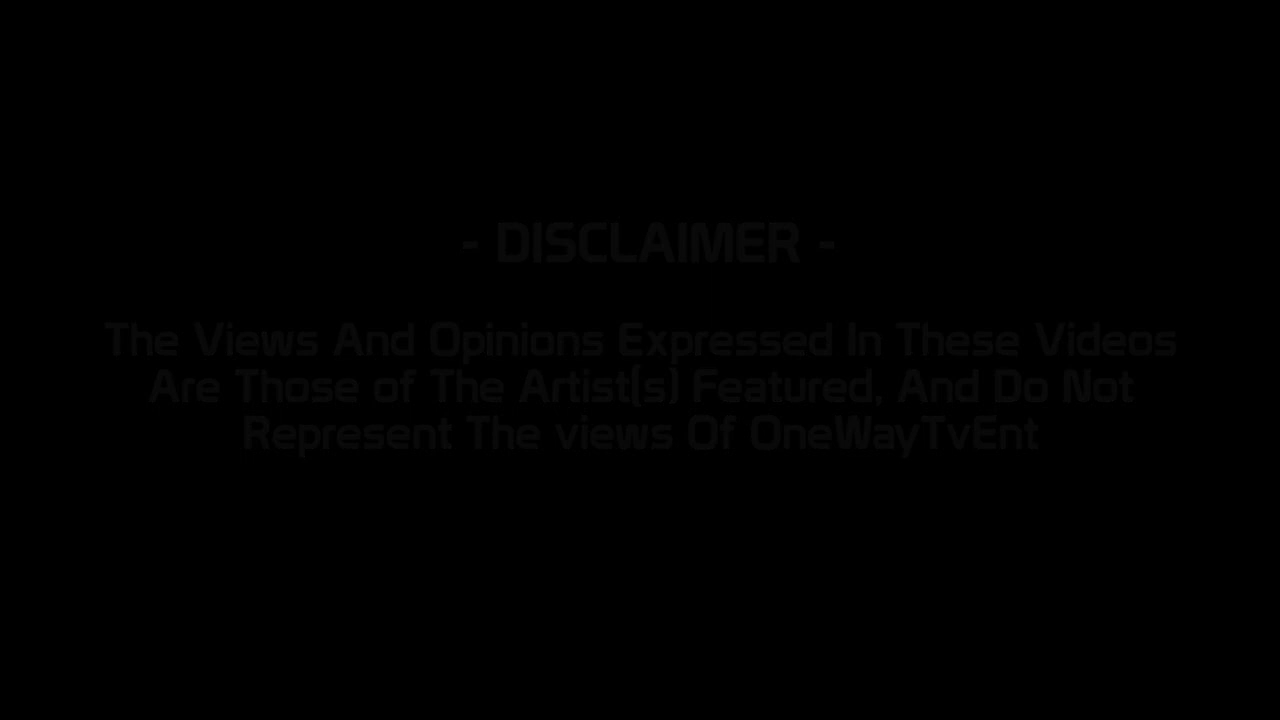 - DISCLAIMER -
The Views And Opinions Expressed In These Videos
Are Those of The Artist(s) Featured, And Do Not
Represent The views Of OneWayTvEnt